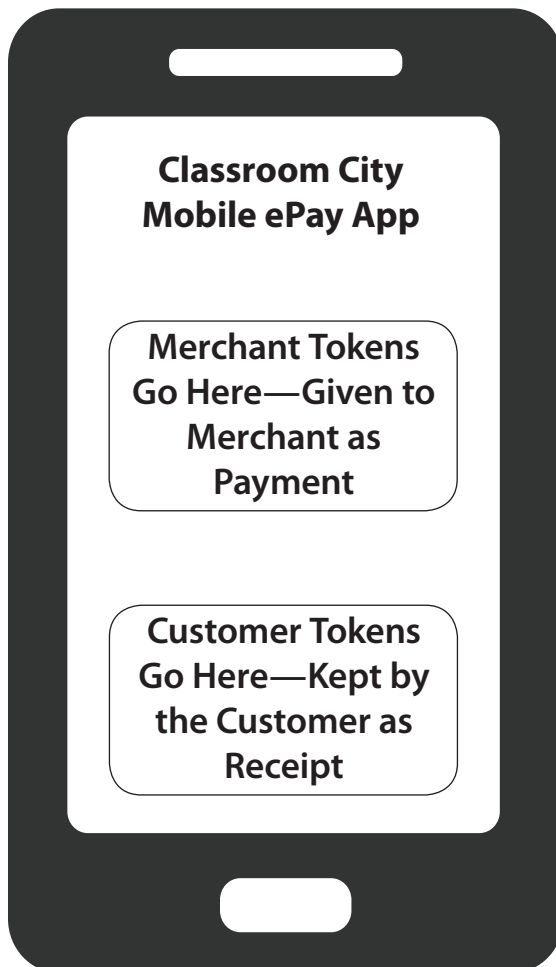 Classroom City
Mobile ePay App
Merchant Tokens
Go Here—Given to
Merchant as
Payment
Customer Tokens
Go Here—Kept by
the Customer as
Receipt